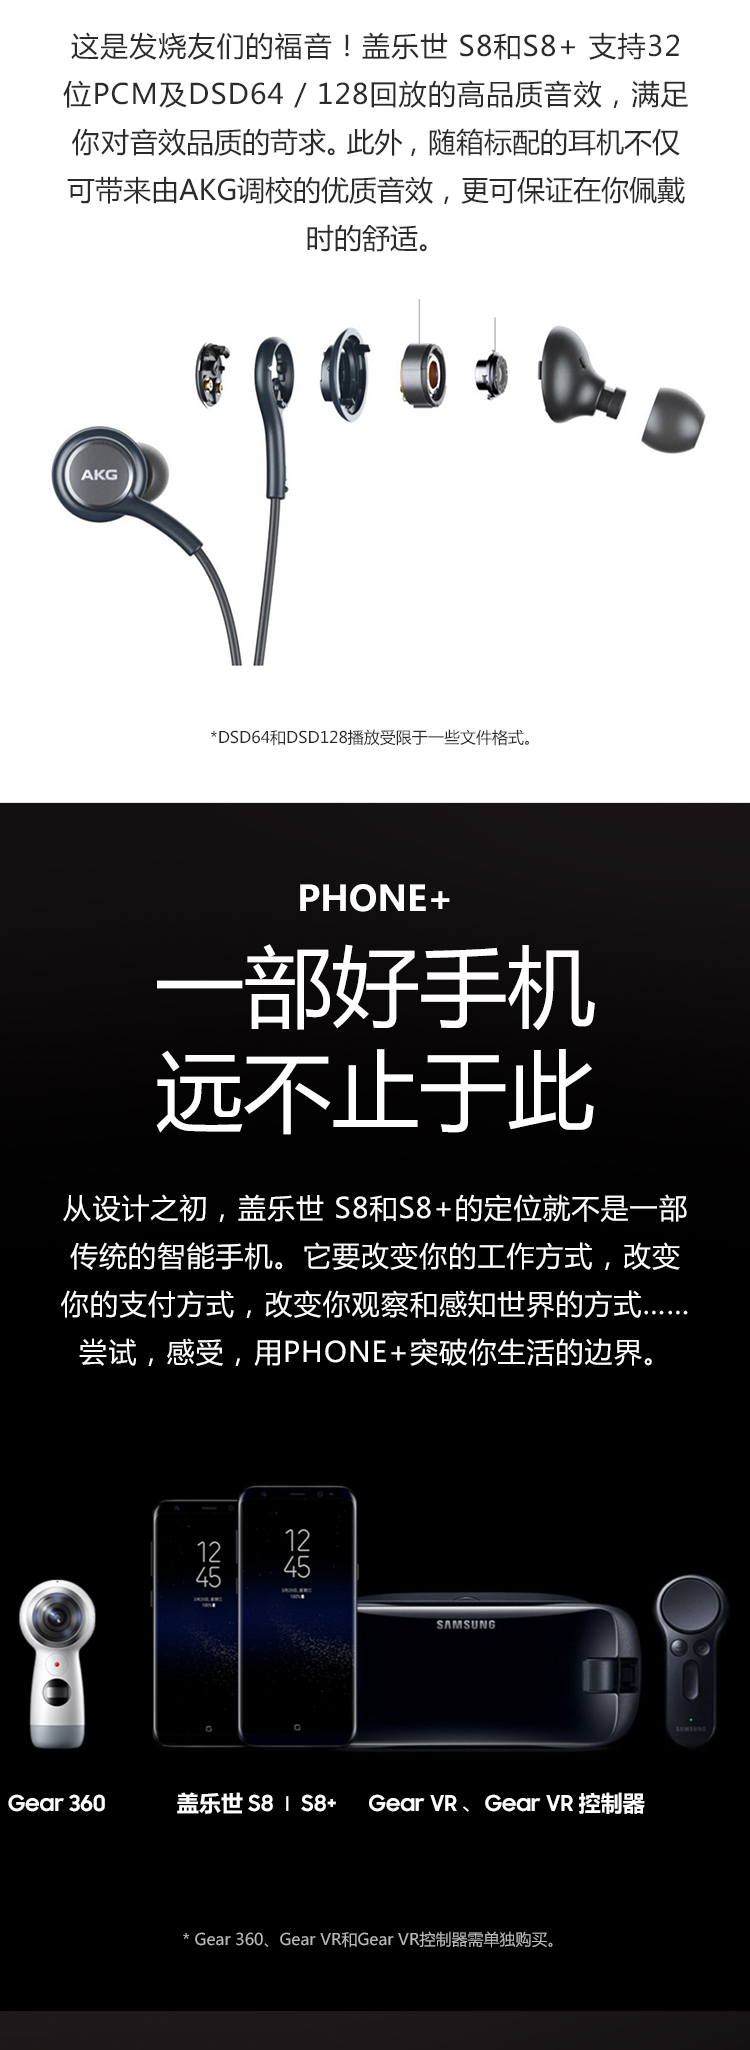 这是发烧友们的福音！盖乐世 S8和S8+ 支持32
位PCM及DSD64 / 128回放的高品质音效，满足
你对音效品质的苛求。此外，随箱标配的耳机不仅
可带来由AKG调校的优质音效，更可保证在你佩戴
时的舒适。
AKG
*DSD64和DSD128播放受限于一些文件格式。
PHONE+
一部好手机
远不止于此
从设计之初，盖乐世 S8和S8+的定位就不是一部
传统的智能手机。它要改变你的工作方式，改变
你的支付方式，改变你观察和感知世界的方式……
尝试，感受，用PHONE+突破你生活的边界。
12
45
12
45
100%
SAMSUNG
SAMSUNG
Gear 360
盖乐世 S8 | S8+
Gear VR 、Gear VR 控制器
* Gear 360、Gear VR和Gear VR控制器需单独购买。